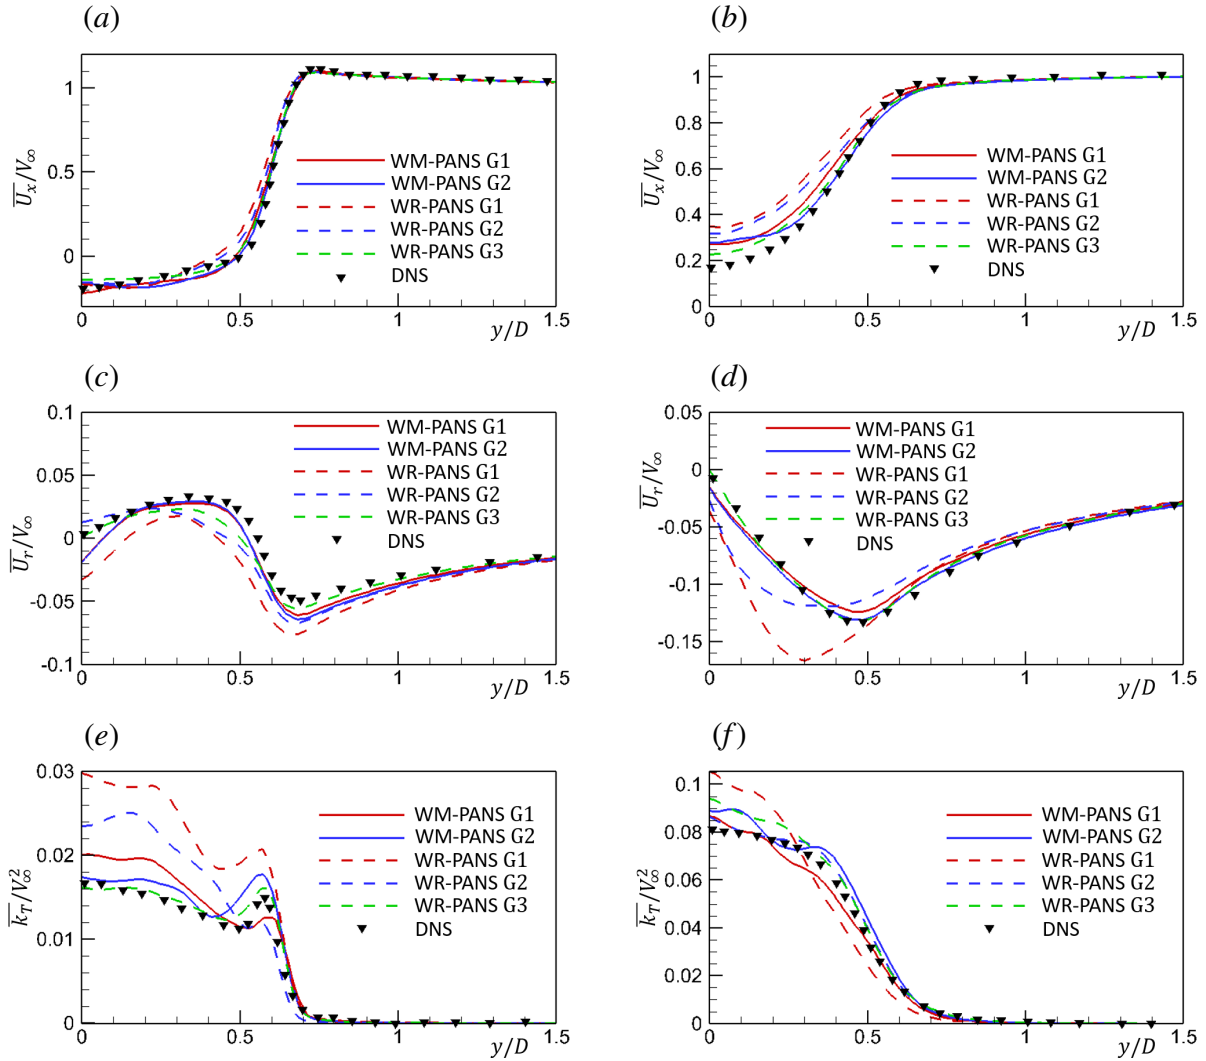 (a)
1
0.5
0
0 0.5 1 1.5
U̅x/V∞
y/D
WM-PANS G1
WM-PANS G2
WR-PANS G1
WR-PANS G2
WR-PANS G3
DNS
(b)
1
0.8
0.6
0.4
0.2
0
0 0.5 1 1.5
U̅x/V∞
y/D
WM-PANS G1
WM-PANS G2
WR-PANS G1
WR-PANS G2
WR-PANS G3
DNS
(c)
0.1
0.05
0
-0.05
-0.1
0 0.5 1 1.5
U̅r/V∞
y/D
WM-PANS G1
WM-PANS G2
WR-PANS G1
WR-PANS G2
WR-PANS G3
DNS
(d)
0.05
0
-0.05
-0.1
-0.15
0 0.5 1 1.5
U̅r/V∞
y/D
WM-PANS G1
WM-PANS G2
WR-PANS G1
WR-PANS G2
WR-PANS G3
DNS
(e)
0.03
0.02
0.01
0
0 0.5 1 1.5
k̅T/V∞²
y/D
WM-PANS G1
WM-PANS G2
WR-PANS G1
WR-PANS G2
WR-PANS G3
DNS
(f)
0.1
0.08
0.06
0.04
0.02
0
0 0.5 1 1.5
k̅T/V∞²
y/D
WM-PANS G1
WM-PANS G2
WR-PANS G1
WR-PANS G2
WR-PANS G3
DNS